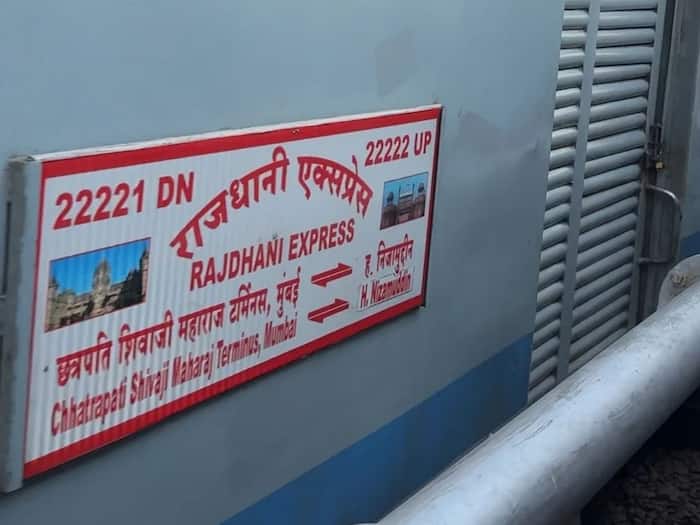 22221 DN
22222 UP
राजधानी एक्सप्रेस
RAJDHANI EXPRESS
छत्रपति शिवाजी महाराज टर्मिनस, मुंबई
ह. निजामुद्दीन
Chhatrapati Shivaji Maharaj Terminus, Mumbai
H. Nizamuddin